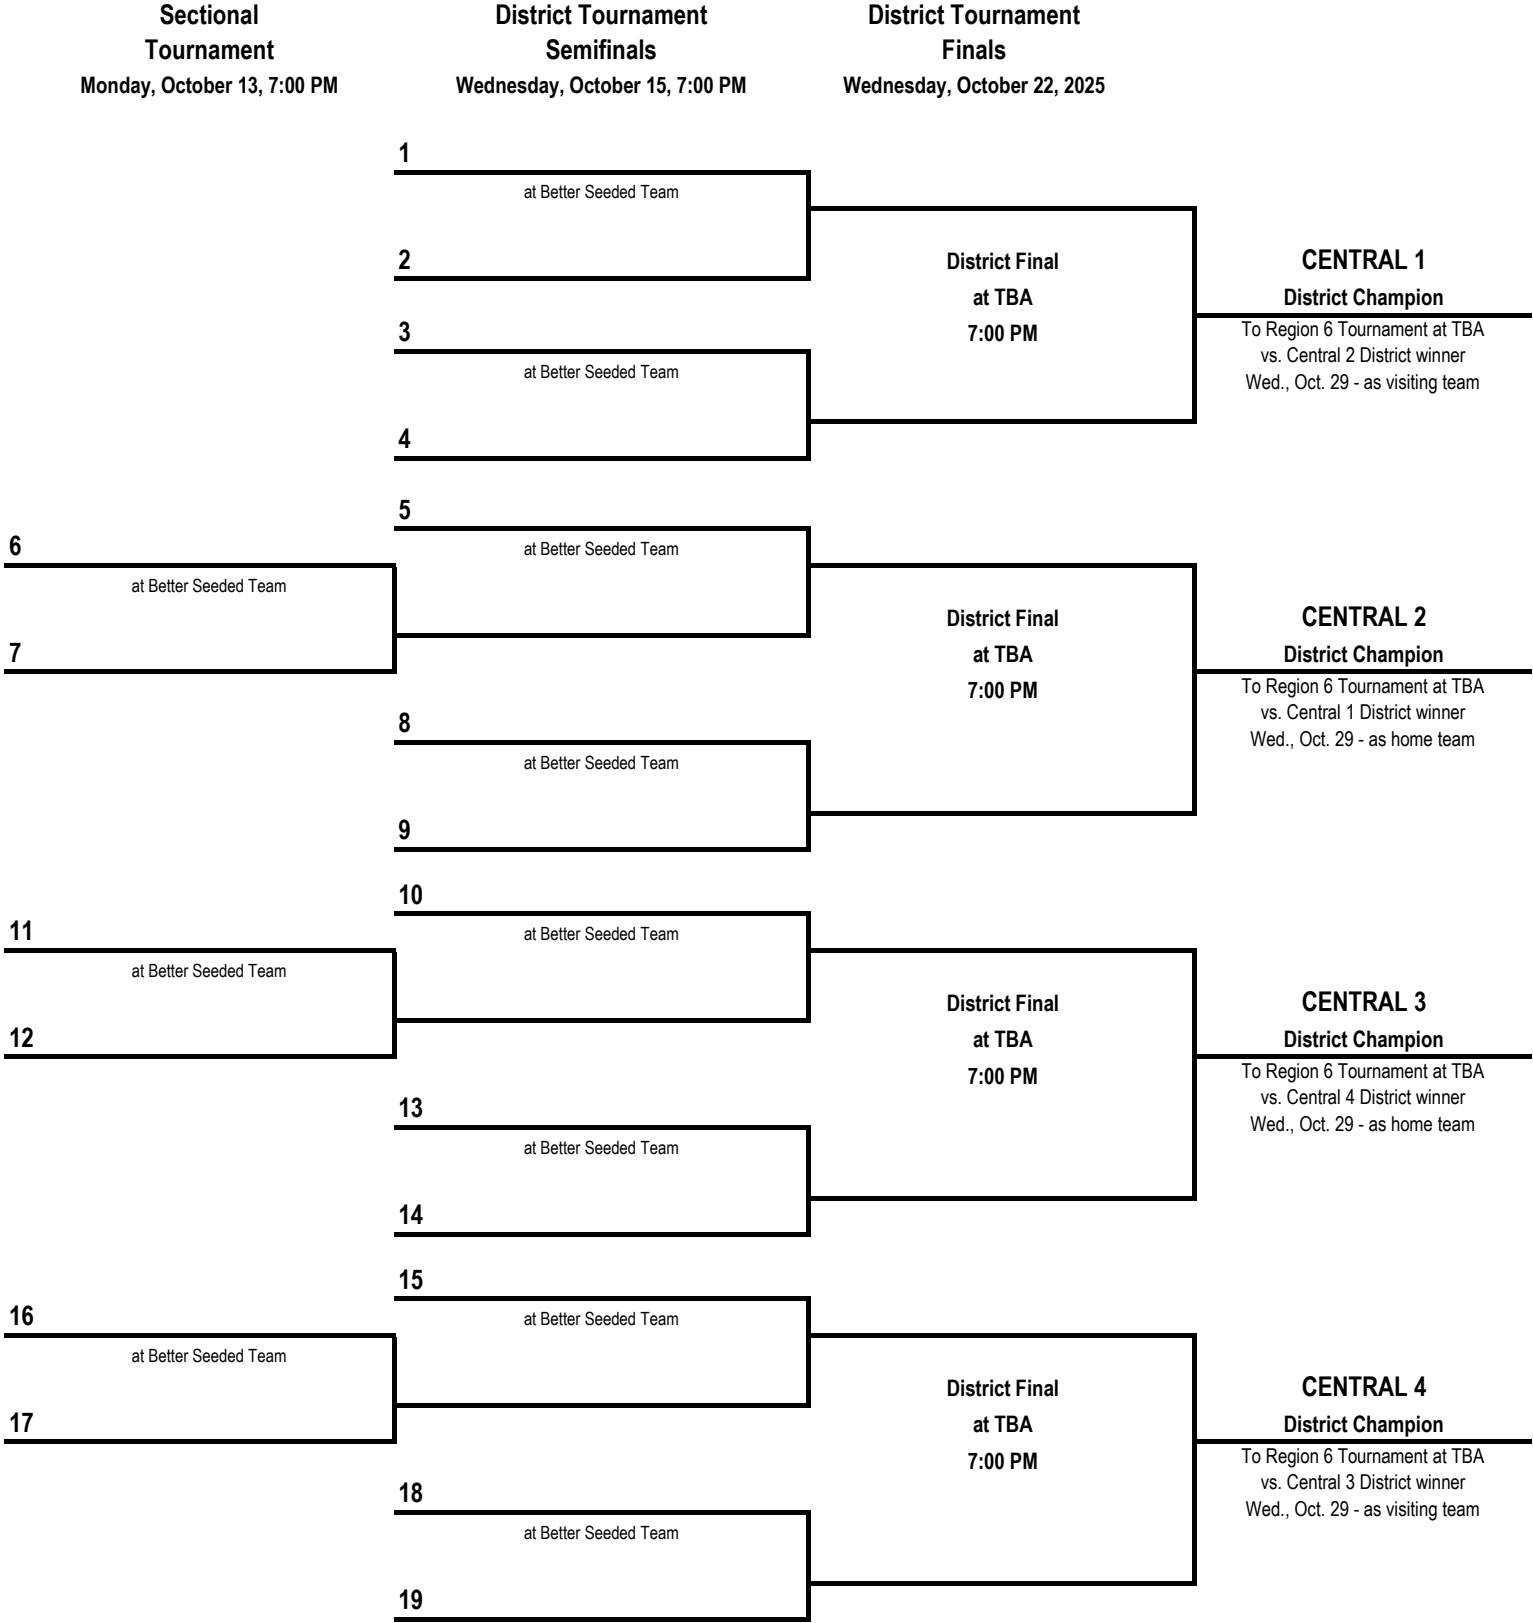 Sectional
Tournament
Monday, October 13, 7:00 PM
District Tournament
Semifinals
Wednesday, October 15, 7:00 PM
District Tournament
Finals
Wednesday, October 22, 2025
1
at Better Seeded Team
2
District Final
at TBA
7:00 PM
CENTRAL 1
District Champion
To Region 6 Tournament at TBA
vs. Central 2 District winner
Wed., Oct. 29 - as visiting team
3
at Better Seeded Team
4
5
at Better Seeded Team
6
at Better Seeded Team
7
District Final
at TBA
7:00 PM
CENTRAL 2
District Champion
To Region 6 Tournament at TBA
vs. Central 1 District winner
Wed., Oct. 29 - as home team
8
at Better Seeded Team
9
10
at Better Seeded Team
11
at Better Seeded Team
12
District Final
at TBA
7:00 PM
CENTRAL 3
District Champion
To Region 6 Tournament at TBA
vs. Central 4 District winner
Wed., Oct. 29 - as home team
13
at Better Seeded Team
14
15
at Better Seeded Team
16
at Better Seeded Team
17
District Final
at TBA
7:00 PM
CENTRAL 4
District Champion
To Region 6 Tournament at TBA
vs. Central 3 District winner
Wed., Oct. 29 - as visiting team
18
at Better Seeded Team
19